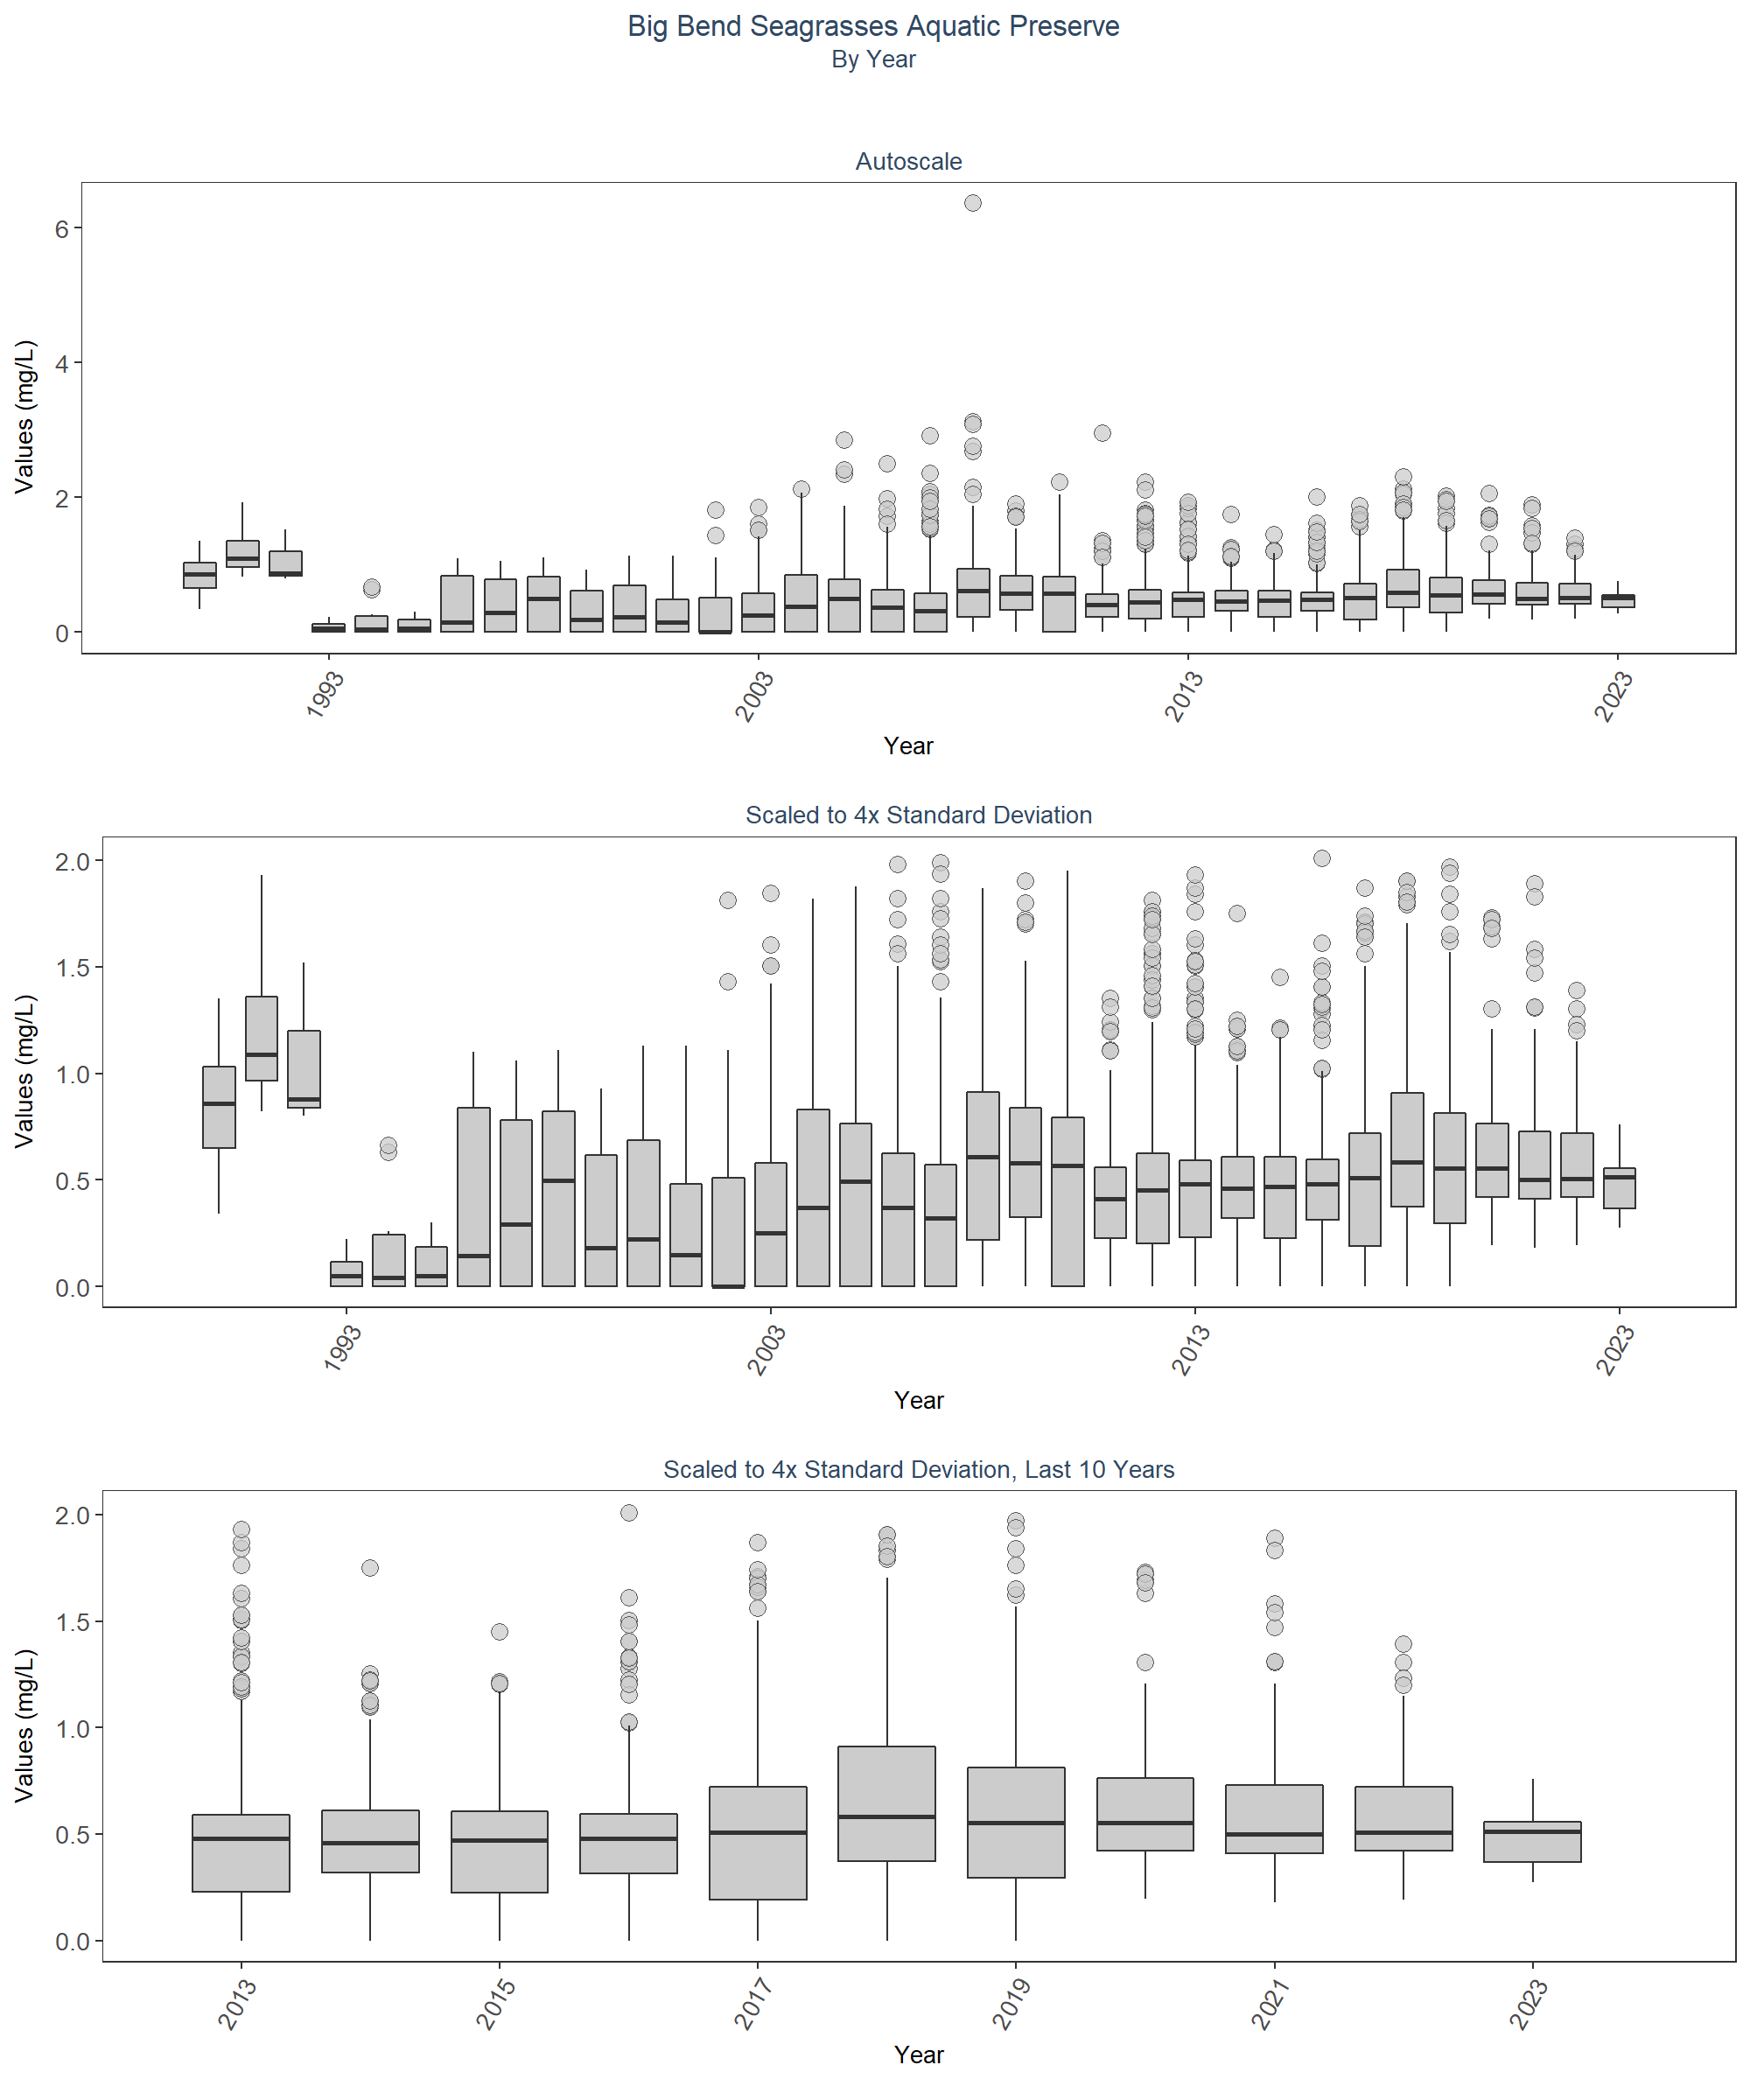 Big Bend Seagrasses Aquatic Preserve
By Year
Autoscale
Values (mg/L)
6
4
2
0
1993
2003
2013
2023
Year
Scaled to 4x Standard Deviation
Values (mg/L)
2.0
1.5
1.0
0.5
0.0
1993
2003
2013
2023
Year
Scaled to 4x Standard Deviation, Last 10 Years
Values (mg/L)
2.0
1.5
1.0
0.5
0.0
2013
2015
2017
2019
2021
2023
Year